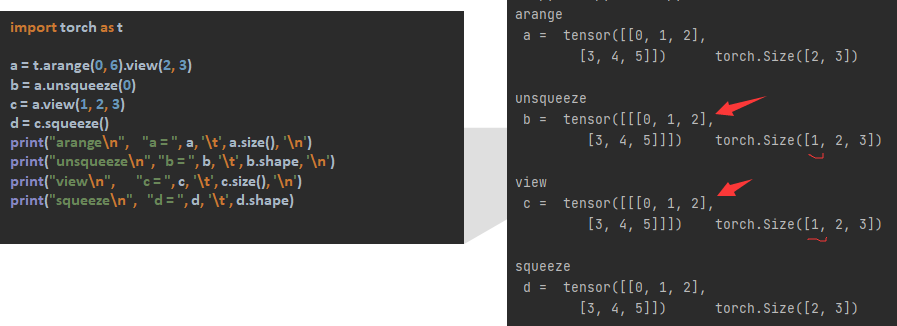 import torch as t
a = t.arange(0, 6).view(2, 3)
b = a.unsqueeze(0)
c = a.view(1, 2, 3)
d = c.squeeze()
print("arange\n", "a = ", a, '\t', a.size(), '\n')
print("unsqueeze\n", "b = ", b, '\t', b.shape, '\n')
print("view\n", "c = ", c, '\t', c.size(), '\n')
print("squeeze\n", "d = ", d, '\t', d.shape)
arange
a = tensor([[0, 1, 2],
[3, 4, 5]]) torch.Size([2, 3])
unsqueeze
b = tensor([[[0, 1, 2],
[3, 4, 5]]]) torch.Size([1, 2, 3])
view
c = tensor([[[0, 1, 2],
[3, 4, 5]]]) torch.Size([1, 2, 3])
squeeze
d = tensor([[0, 1, 2],
[3, 4, 5]]) torch.Size([2, 3])